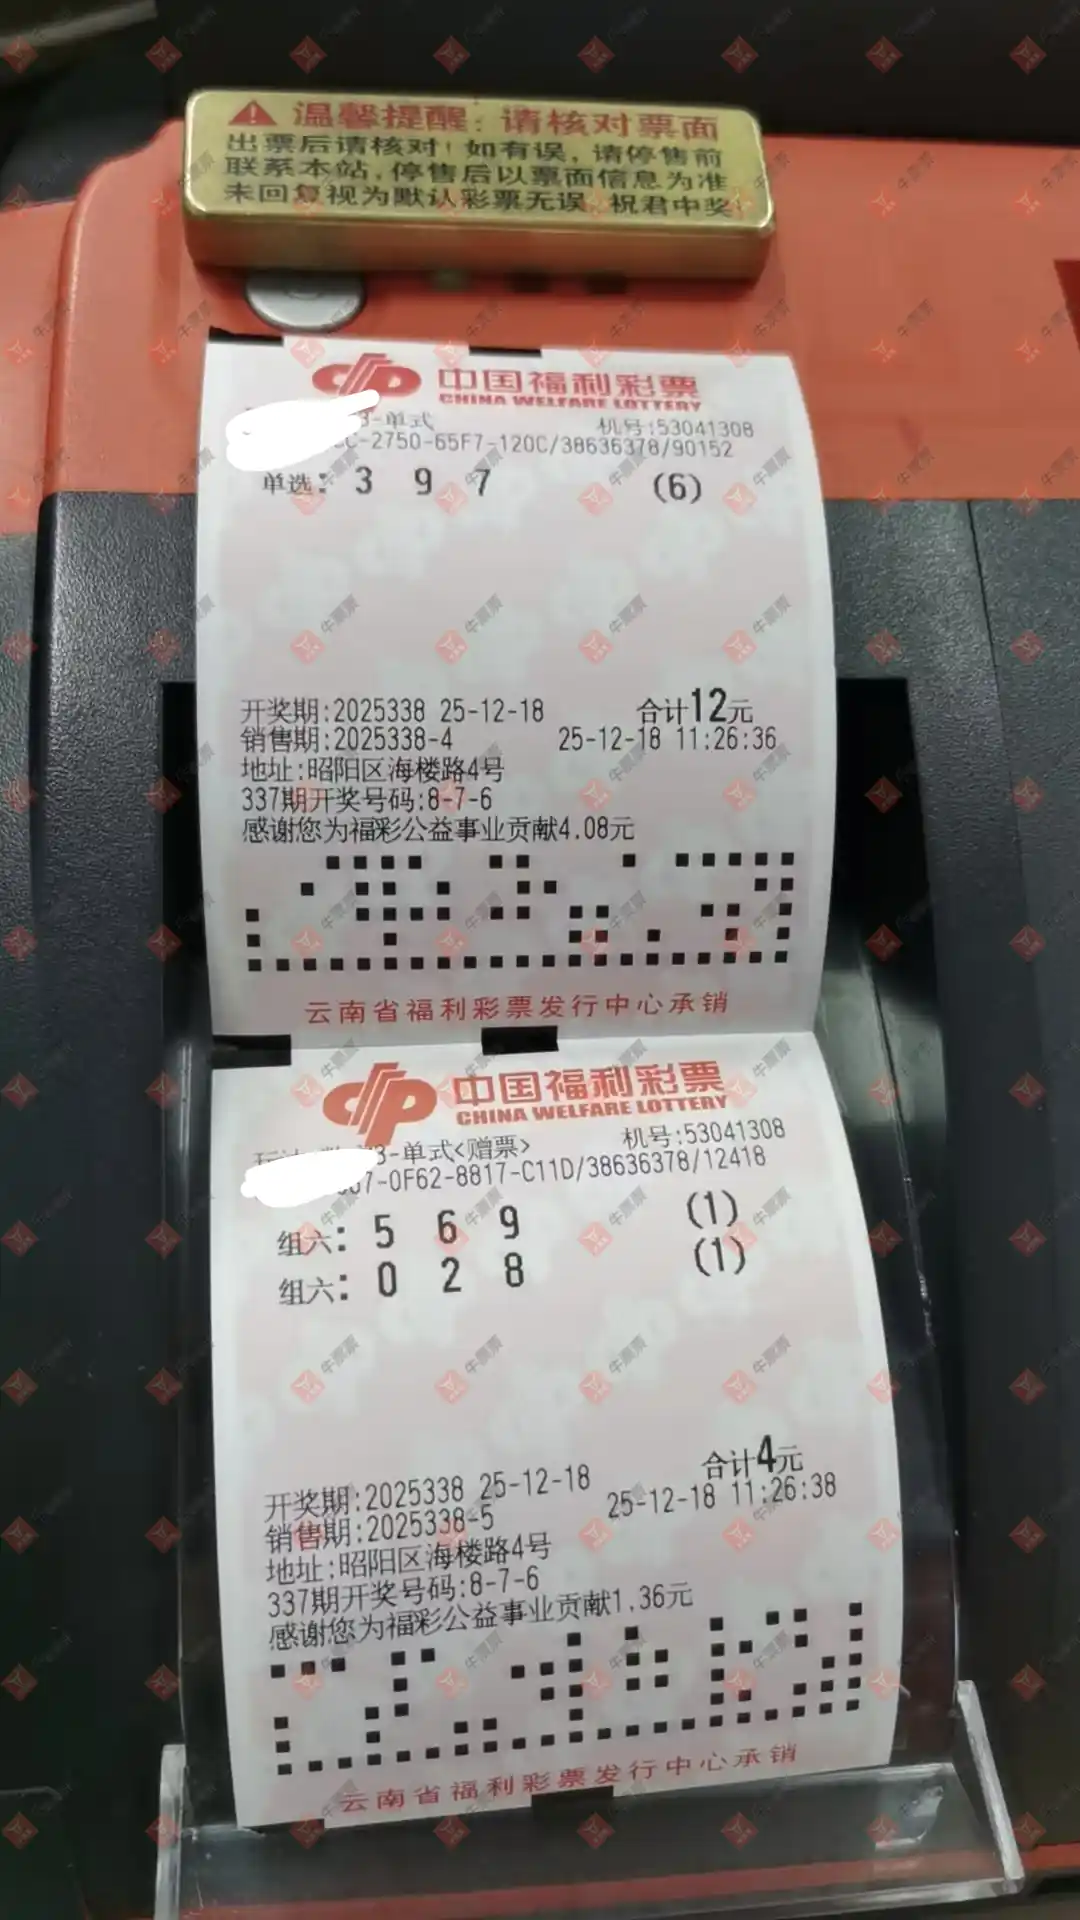 温馨提醒：请核对票面
出票后请核对！如有误，请停售前
联系本站，停售后以票面信息为准
未回复视为默认彩票无误，祝君中奖！
中国福利彩票
CHINA WELFARE LOTTERY
3-单式 机号:53041308
C-2750-65F7-120C/38636378/90152
单选: 3 9 7 (6)
开奖期:2025338 25-12-18 合计12元
销售期:2025338-4 25-12-18 11:26:36
地址:昭阳区海楼路4号
337期开奖号码:8-7-6
感谢您为福彩公益事业贡献4.08元
云南省福利彩票发行中心承销
中国福利彩票
CHINA WELFARE LOTTERY
3-单式<赠票> 机号:53041308
67-0F62-8817-C11D/38636378/12418
组六: 5 6 9 (1)
组六: 0 2 8 (1)
合计4元
开奖期:2025338 25-12-18
销售期:2025338-5 25-12-18 11:26:38
地址:昭阳区海楼路4号
337期开奖号码:8-7-6
感谢您为福彩公益事业贡献1.36元
云南省福利彩票发行中心承销
牛票票